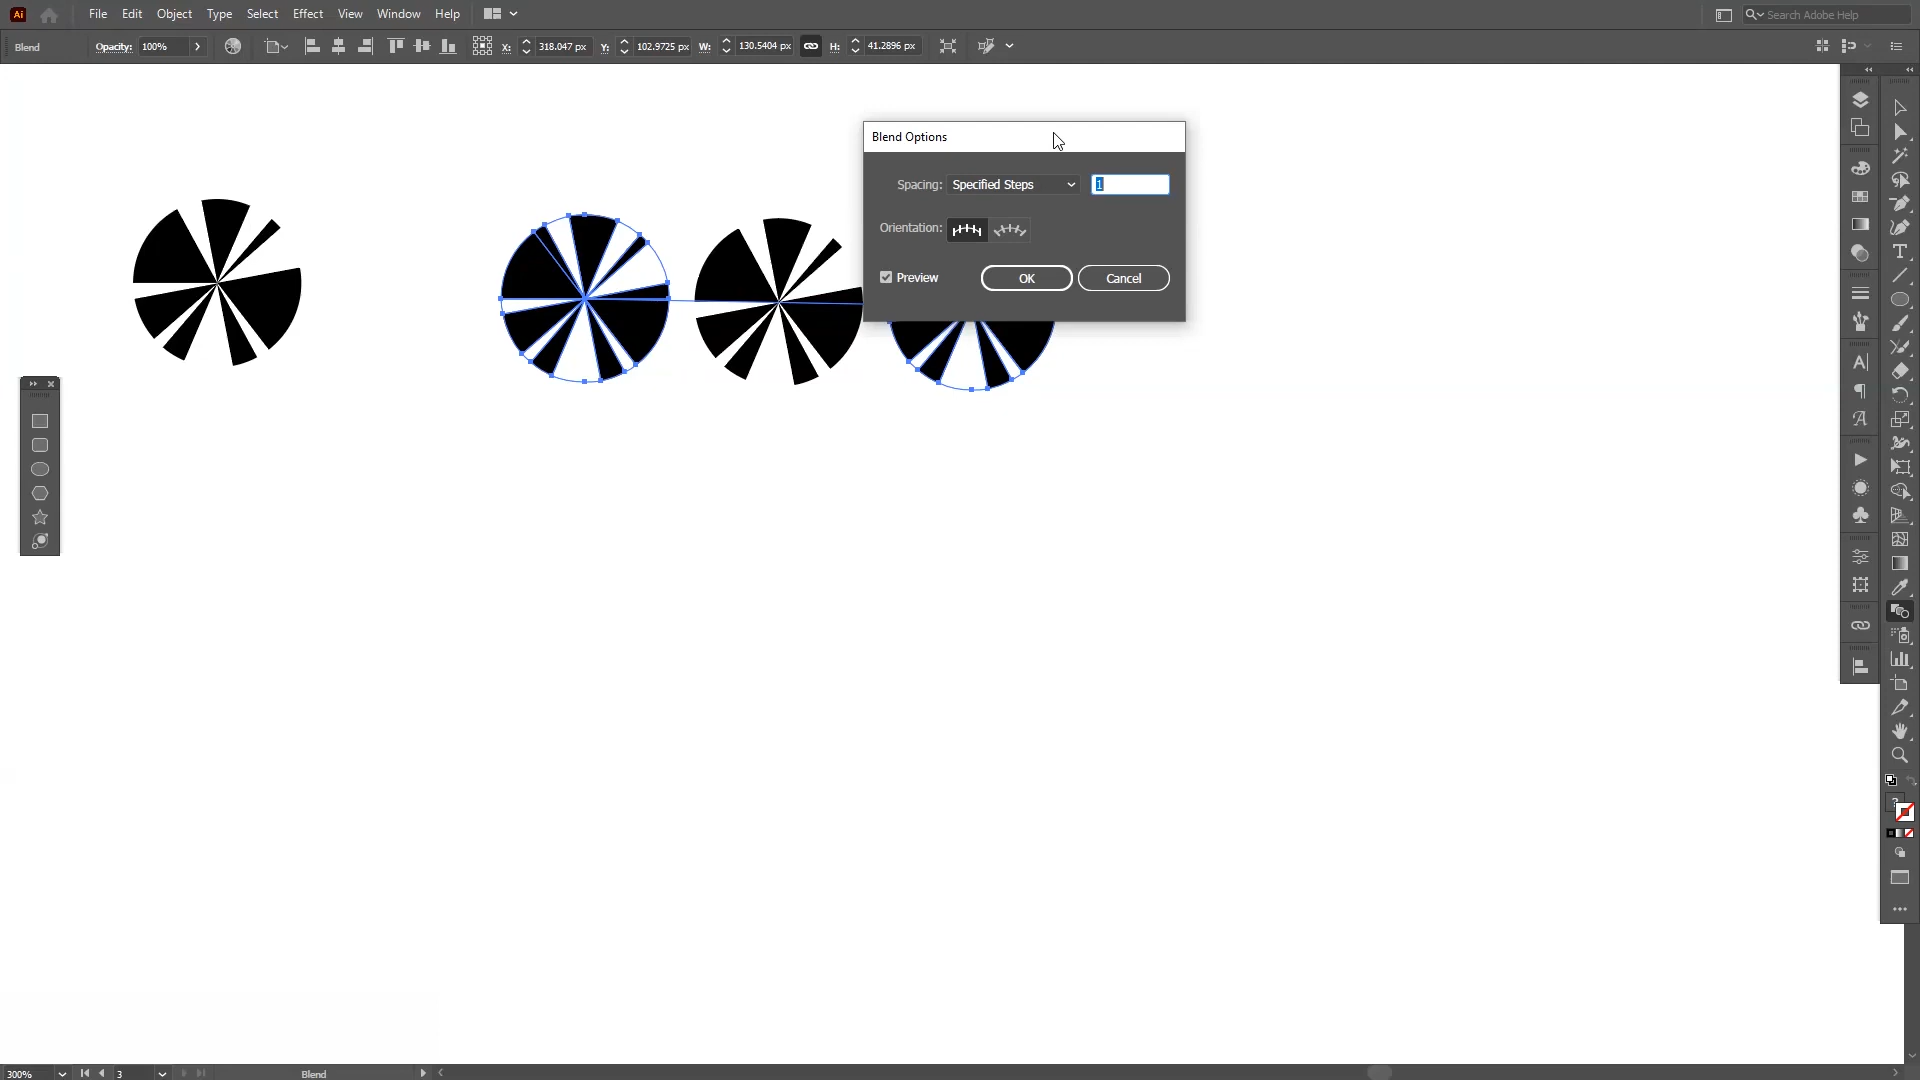 Ai File Edit Object Type Select Effect View Window Help Search Adobe Help
Blend Opacity: 100% X: 318.047 px Y: 102.9725 px W: 130.5404 px H: 41.2896 px
Blend Options
Spacing: Specified Steps 1
Orientation:
Preview OK Cancel
300% 3 Blend